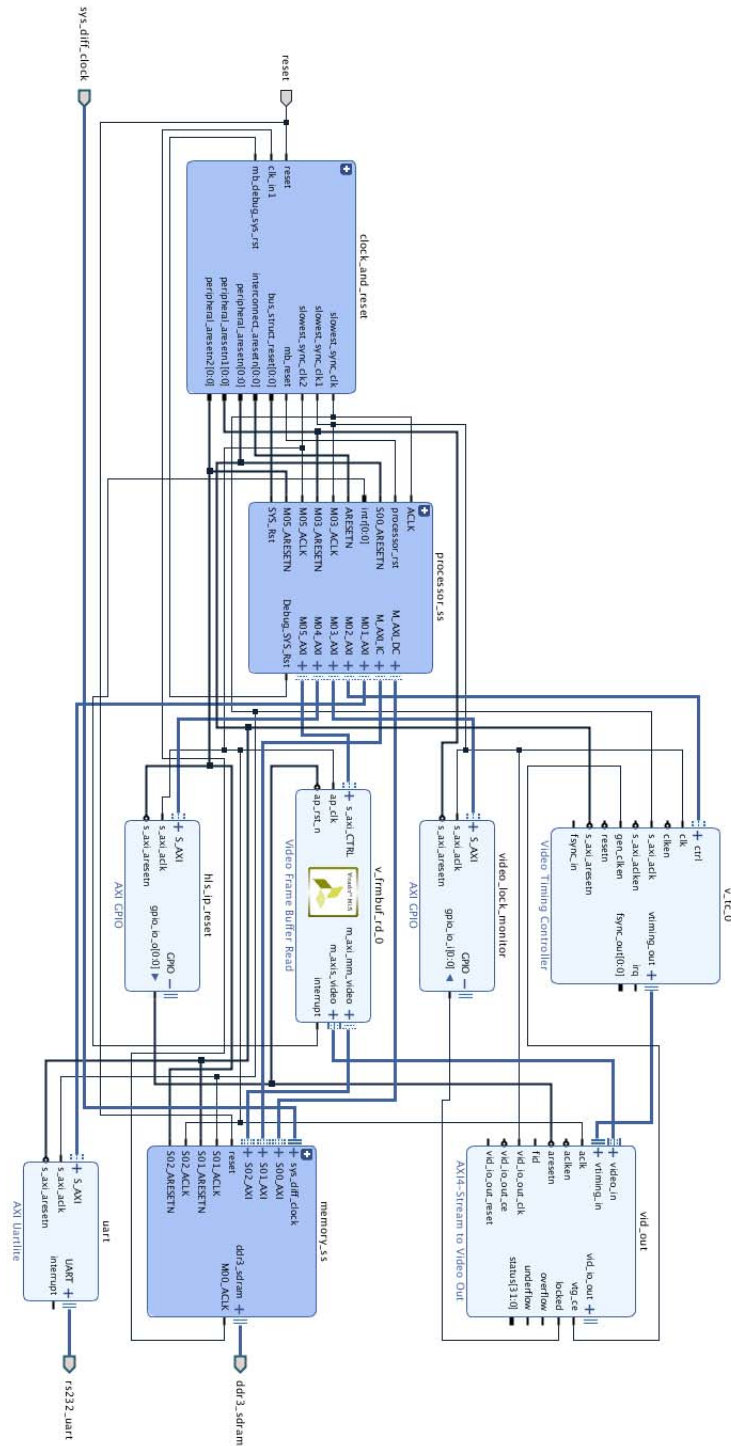 sys_diff_clock
reset
clock_and_reset
reset
clk_in1
mb_debug_sys_rst
slowest_sync_clk
slowest_sync_clk1
slowest_sync_clk2
mb_reset
bus_struct_reset[0:0]
interconnect_aresetn[0:0]
peripheral_aresetn[0:0]
peripheral_aresetn1[0:0]
peripheral_aresetn2[0:0]
processor_ss
ACLK
processor_rst
S00_ARESETN
intr[0:0]
ARESETN
M03_ACLK
M03_ARESETN
M05_ACLK
M05_ARESETN
SYS_Rst
M_AXI_DC
M_AXI_IC
M01_AXI
M02_AXI
M03_AXI
M04_AXI
M05_AXI
Debug_SYS_Rst
v_tc_0
ctrl
clk
clken
s_axi_aclk
s_axi_aclken
gen_clken
resetn
s_axi_aresetn
fsync_in
vtiming_out
irq
fsync_out[0:0]
Video Timing Controller
video_lock_monitor
S_AXI
s_axi_aclk
s_axi_aresetn
GPIO
gpio_io_i[0:0]
AXI GPIO
v_frmbuf_rd_0
s_axi_CTRL
ap_clk
ap_rst_n
Vivado™ HLS
m_axi_mm_video
m_axis_video
interrupt
Video Frame Buffer Read
hls_ip_reset
S_AXI
s_axi_aclk
s_axi_aresetn
GPIO
gpio_io_o[0:0]
AXI GPIO
vid_out
video_in
vtiming_in
aclk
aclken
aresetn
fid
vid_io_out_clk
vid_io_out_ce
vid_io_out_reset
vid_io_out
vtg_ce
locked
overflow
underflow
status[31:0]
AXI4-Stream to Video Out
memory_ss
sys_diff_clock
S00_AXI
S01_AXI
S02_AXI
reset
S01_ACLK
S01_ARESETN
S02_ACLK
S02_ARESETN
ddr3_sdram
M00_ACLK
ddr3_sdram
uart
S_AXI
s_axi_aclk
s_axi_aresetn
UART
interrupt
AXI Uartlite
rs232_uart